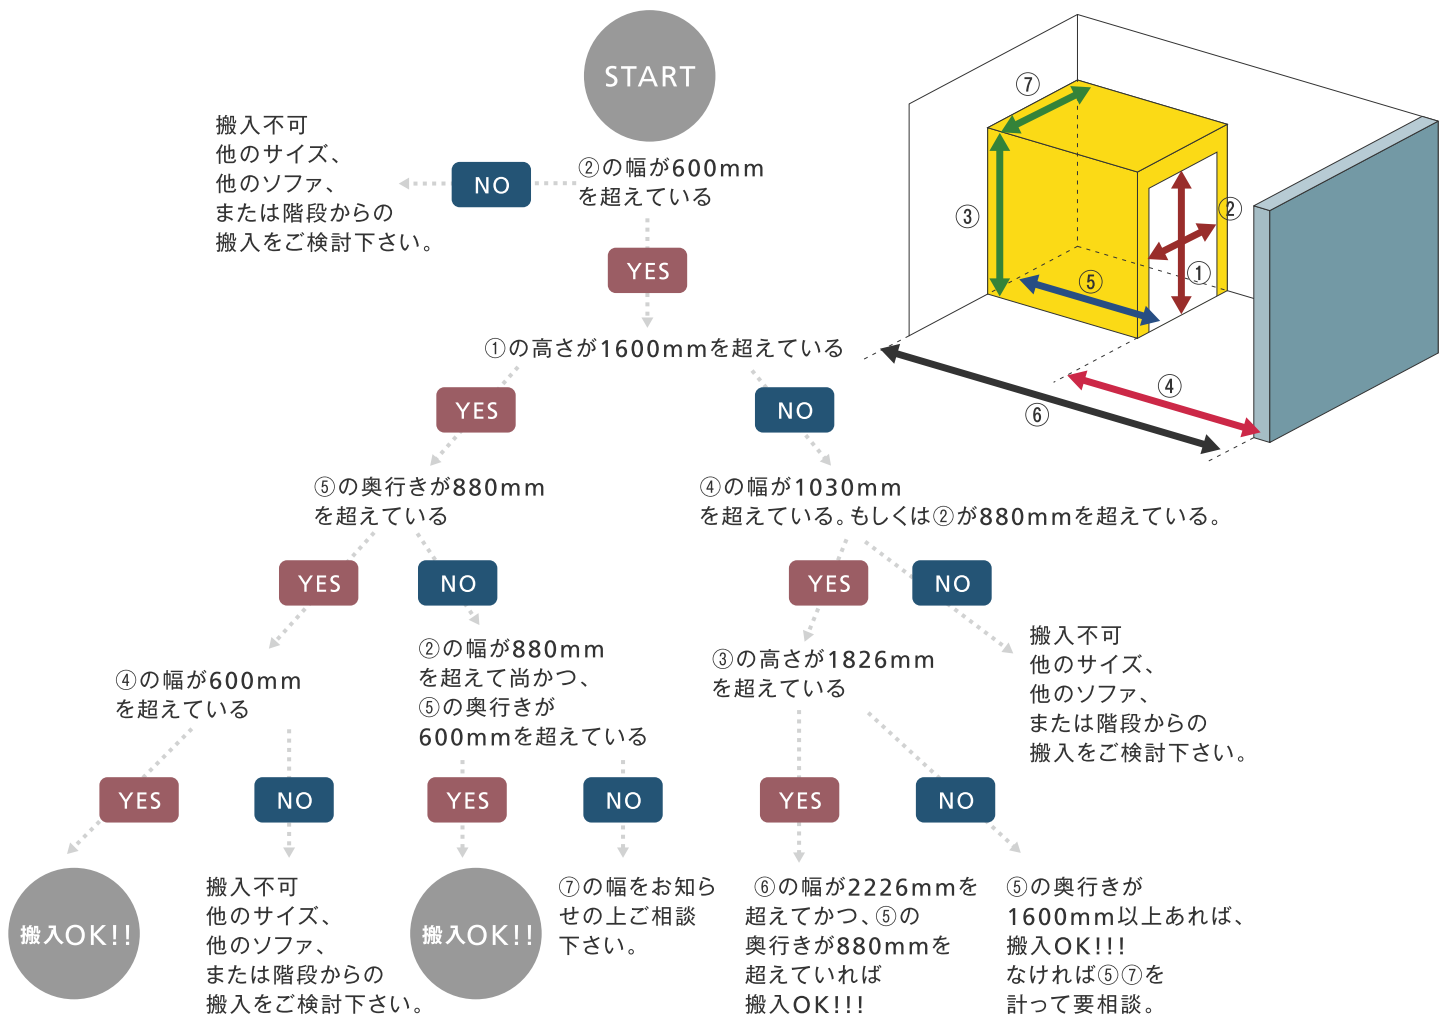 START
②の幅が600mm
を超えている
NO
搬入不可
他のサイズ、
他のソファ、
または階段からの
搬入をご検討下さい。
YES
①の高さが1600mmを超えている
YES
NO
⑤の奥行きが880mm
を超えている
④の幅が1030mm
を超えている。もしくは②が880mmを超えている。
YES
NO
YES
NO
④の幅が600mm
を超えている
②の幅が880mm
を超えて尚かつ、
⑤の奥行きが
600mmを超えている
③の高さが1826mm
を超えている
搬入不可
他のサイズ、
他のソファ、
または階段からの
搬入をご検討下さい。
YES
NO
YES
NO
YES
NO
搬入OK!!
搬入不可
他のサイズ、
他のソファ、
または階段からの
搬入をご検討下さい。
搬入OK!!
⑦の幅をお知ら
せの上ご相談
下さい。
⑥の幅が2226mmを
超えてかつ、⑤の
奥行きが880mmを
超えていれば
搬入OK!!!
⑤の奥行きが
1600mm以上あれば、
搬入OK!!!
なければ⑤⑦を
計って要相談。
⑦
③
②
①
⑤
④
⑥